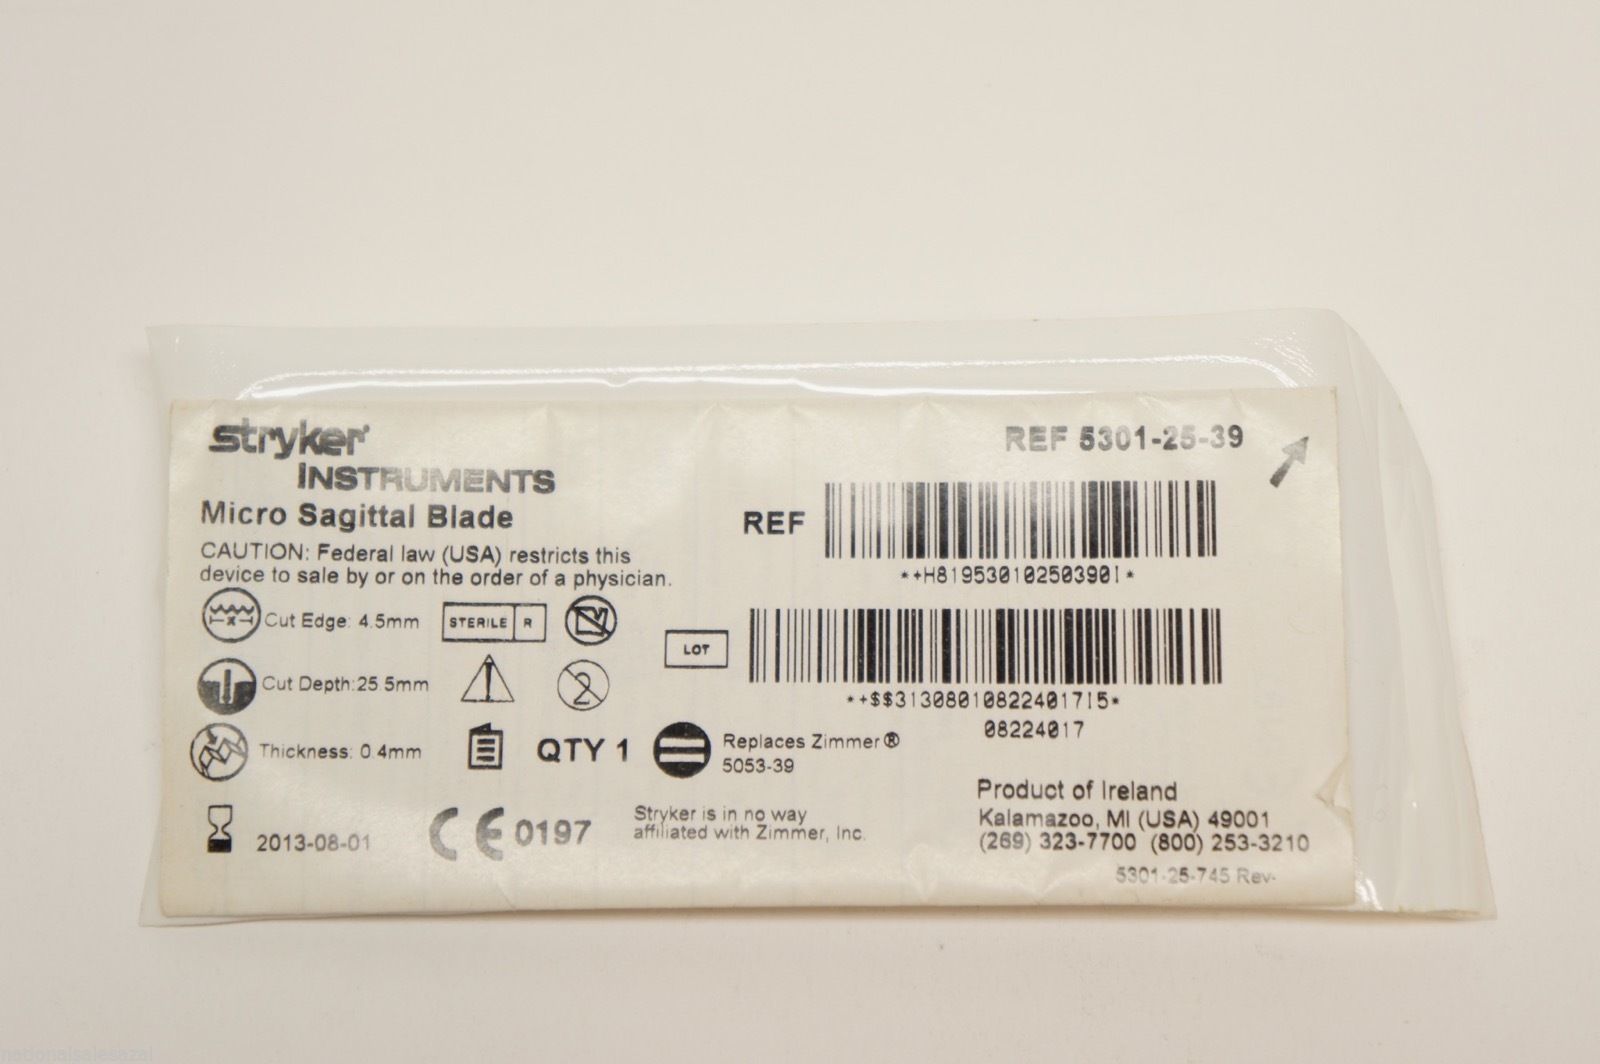 stryker
INSTRUMENTS
Micro Sagittal Blade
CAUTION: Federal law (USA) restricts this
device to sale by or on the order of a physician.
Cut Edge: 4.5mm
STERILE R
Cut Depth:25.5mm
2
Thickness: 0.4mm
QTY 1
2013-08-01
CE 0197
REF 5301-25-39
REF
*+H81953010250390I*
LOT
*+$$313080108224017I5*
08224017
Replaces Zimmer®
5053-39
Stryker is in no way
affiliated with Zimmer, Inc.
Product of Ireland
Kalamazoo, MI (USA) 49001
(269) 323-7700 (800) 253-3210
5301-25-745 Rev-
nationalsalesazal